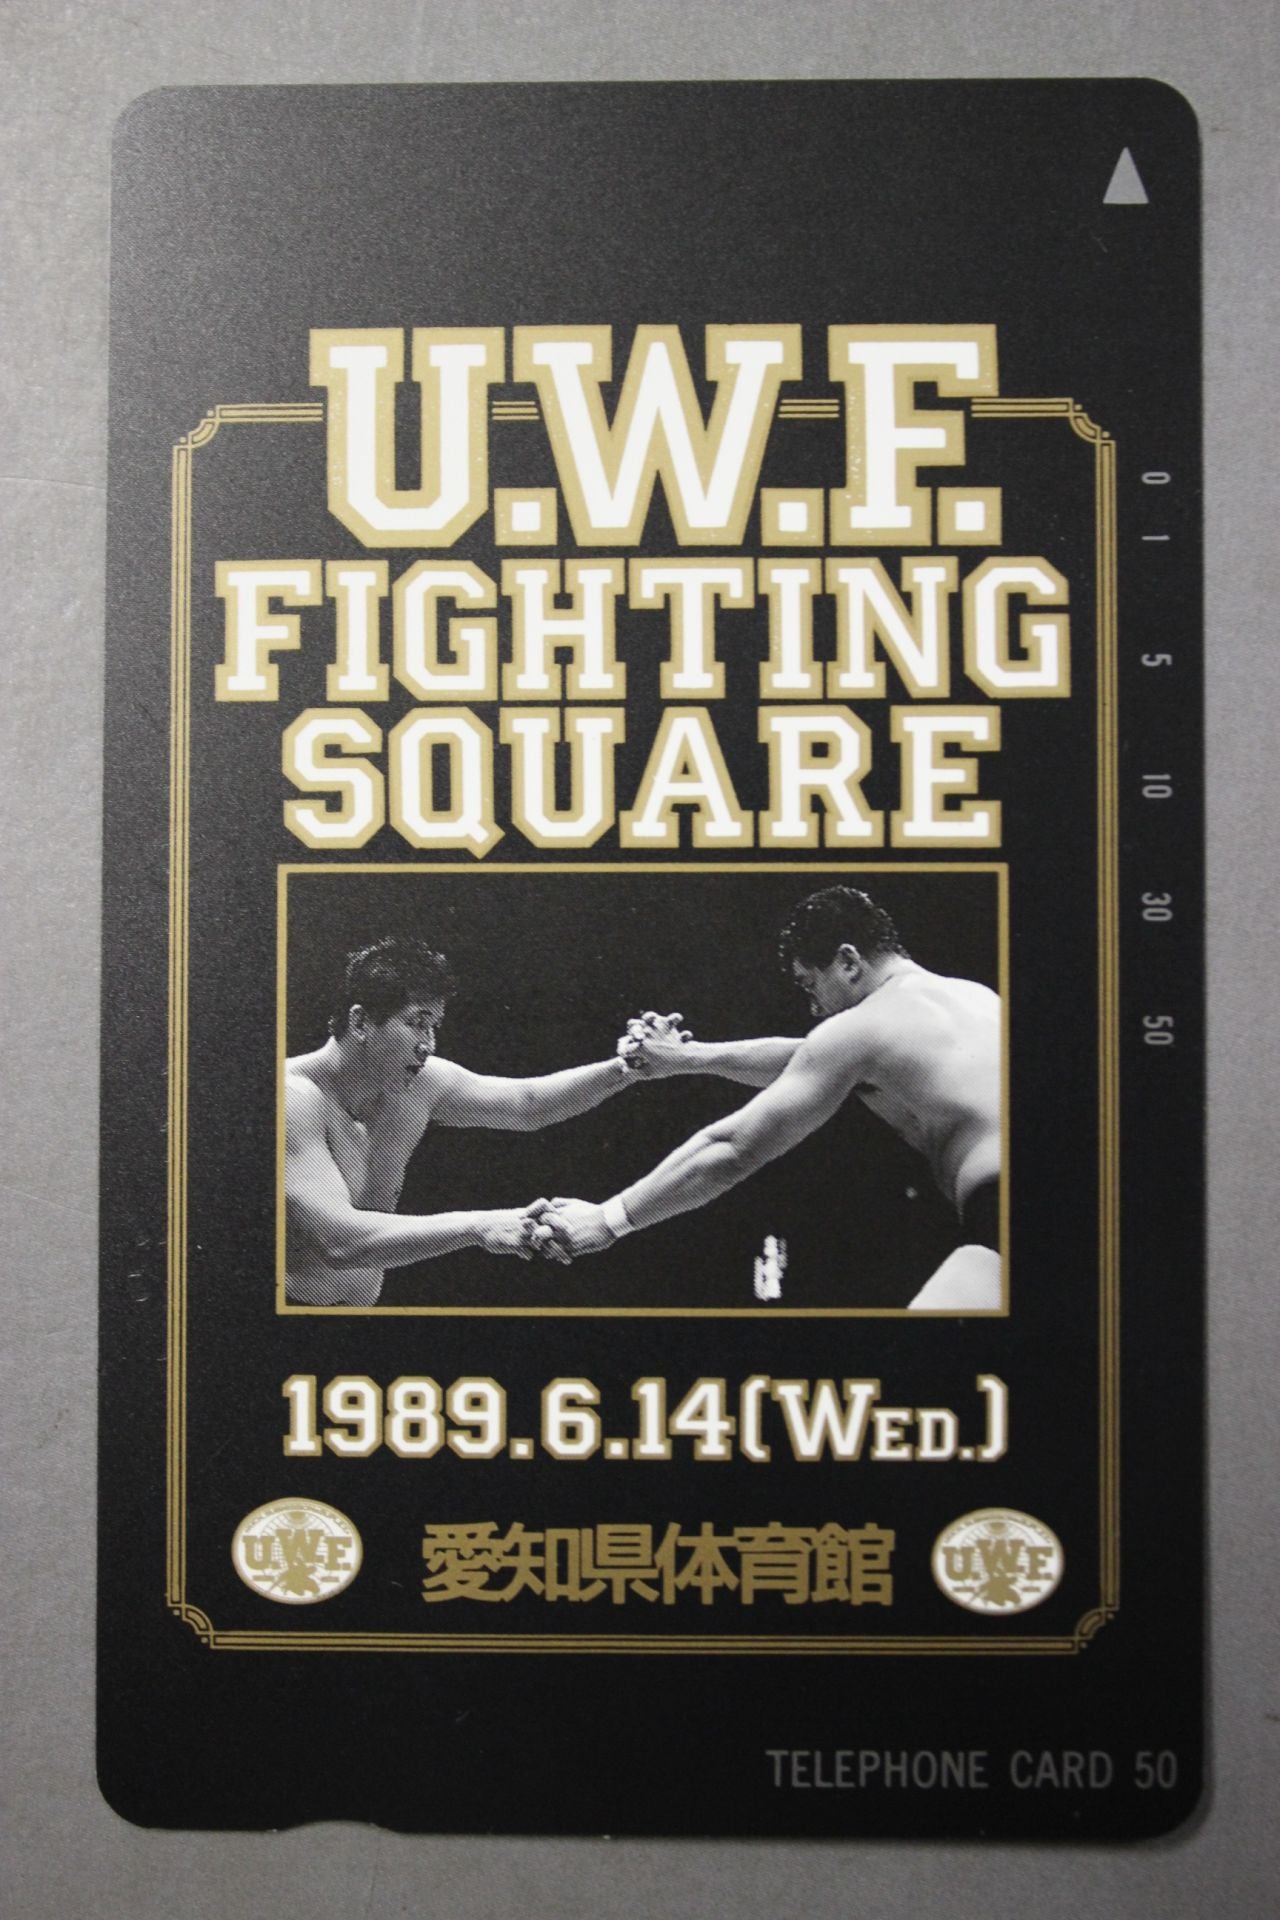 U.W.F.
FIGHTING
SQUARE
0
1
5
10
30
50
1989.6.14(WED.)
U.W.F.
愛知県体育館
U.W.F.
TELEPHONE CARD 50